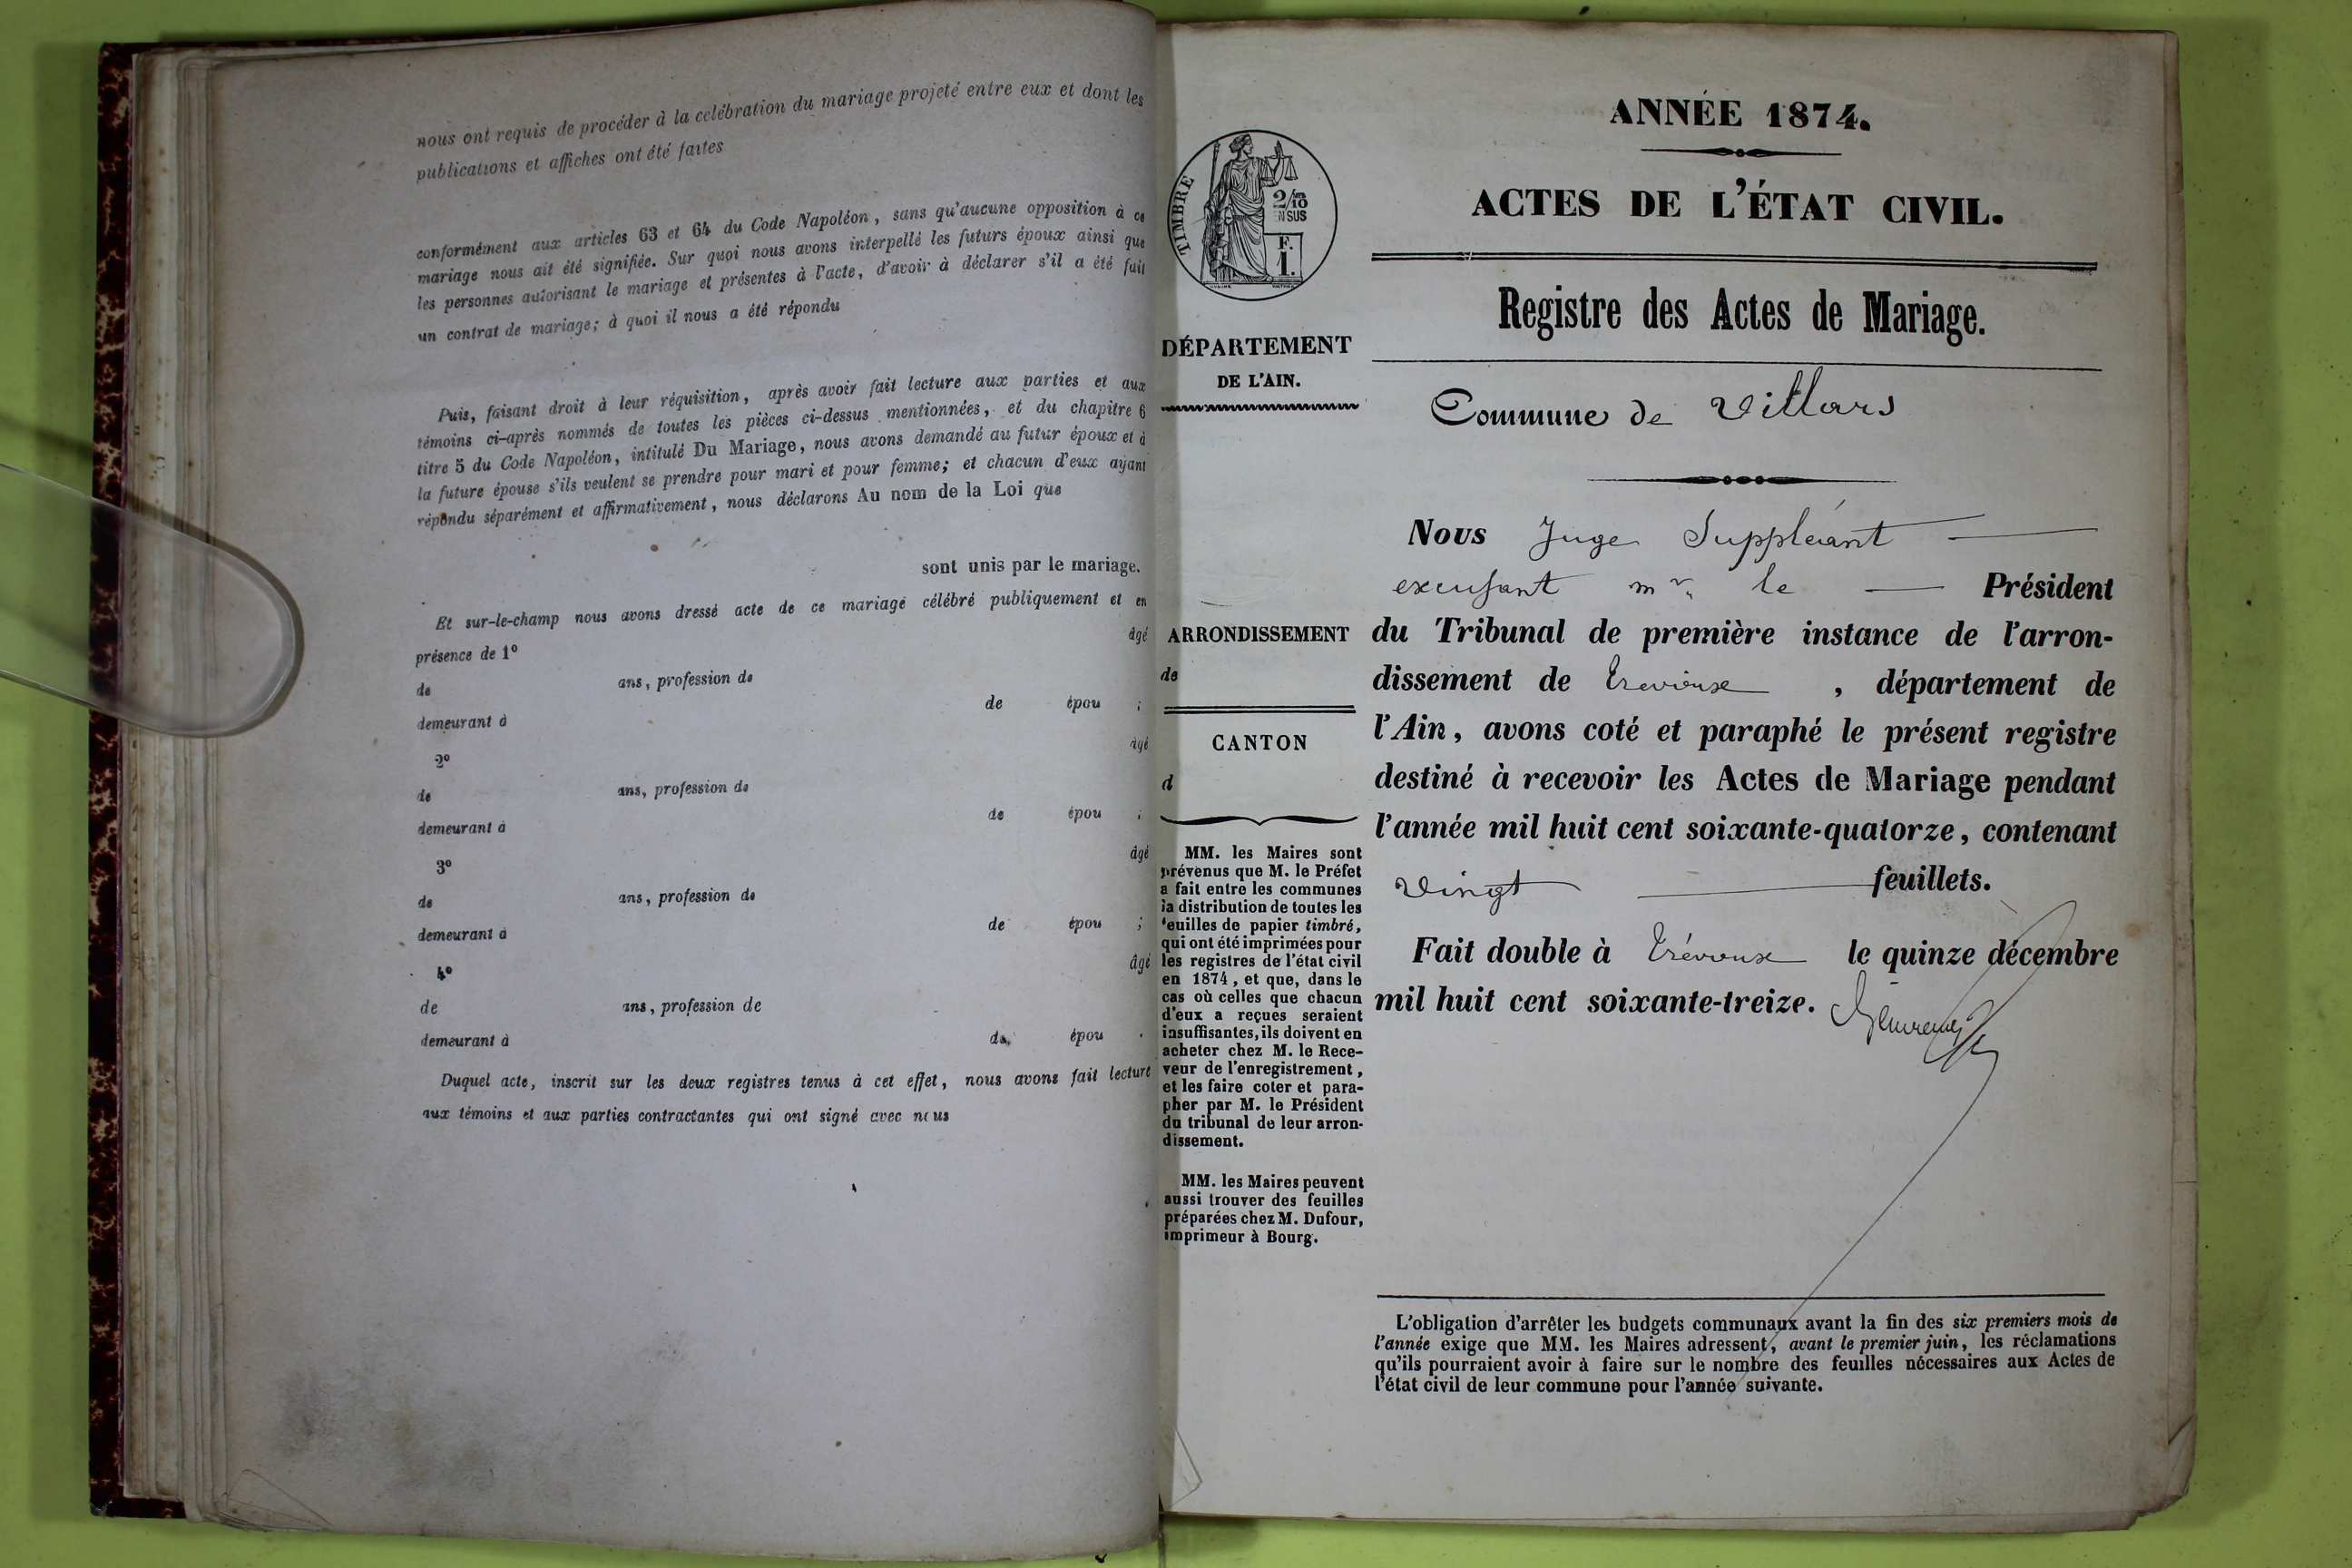 nous ont requis de procéder à la célébration du mariage projeté entre eux et dont les
publications et affiches ont été faites
conformément aux articles 63 et 64 du Code Napoléon, sans qu'aucune opposition à ce
mariage nous ait été signifiée. Sur quoi nous avons interpellé les futurs époux ainsi que
les personnes autorisant le mariage et présentes à l'acte, d'avoir à déclarer s'il a été fait
un contrat de mariage; à quoi il nous a été répondu
Puis, faisant droit à leur réquisition, après avoir fait lecture aux parties et aux
témoins ci-après nommés de toutes les pièces ci-dessus mentionnées, et du chapitre 6
titre 5 du Code Napoléon, intitulé Du Mariage, nous avons demandé au futur époux et à
la future épouse s'ils veulent se prendre pour mari et pour femme; et chacun d'eux ayant
répondu séparément et affirmativement, nous déclarons Au nom de la Loi que
sont unis par le mariage.
Et sur-le-champ nous avons dressé acte de ce mariage célébré publiquement et en
présence de 1º âgé
de ans, profession de
demeurant à de épou ;
2º âgé
de ans, profession de
demeurant à de épou ;
3º âgé
de ans, profession de
demeurant à de épou ;
4º âgé
de ans, profession de
demeurant à de épou .
Duquel acte, inscrit sur les deux registres tenus à cet effet, nous avons fait lecture
aux témoins et aux parties contractantes qui ont signé avec nous
TIMBRE
2/10
EN SUS
F.
1.
DÉPARTEMENT
DE L'AIN.
ARRONDISSEMENT
de
CANTON
d
MM. les Maires sont
prévenus que M. le Préfet
a fait entre les communes
la distribution de toutes les
feuilles de papier timbré,
qui ont été imprimées pour
les registres de l'état civil
en 1874, et que, dans le
cas où celles que chacun
d'eux a reçues seraient
insuffisantes, ils doivent en
acheter chez M. le Rece-
veur de l'enregistrement,
et les faire coter et para-
pher par M. le Président
du tribunal de leur arron-
dissement.
MM. les Maires peuvent
aussi trouver des feuilles
préparées chez M. Dufour,
imprimeur à Bourg.
ANNÉE 1874.
ACTES DE L'ÉTAT CIVIL.
Registre des Actes de Mariage.
Commune de Villars
Nous Juge Suppléant
excusant mr le Président
du Tribunal de première instance de l'arron-
dissement de Trévoux, département de
l'Ain, avons coté et paraphé le présent registre
destiné à recevoir les Actes de Mariage pendant
l'année mil huit cent soixante-quatorze, contenant
Vingt feuillets.
Fait double à Trévoux le quinze décembre
mil huit cent soixante-treize.
L'obligation d'arrêter les budgets communaux avant la fin des six premiers mois de
l'année exige que MM. les Maires adressent, avant le premier juin, les réclamations
qu'ils pourraient avoir à faire sur le nombre des feuilles nécessaires aux Actes de
l'état civil de leur commune pour l'année suivante.